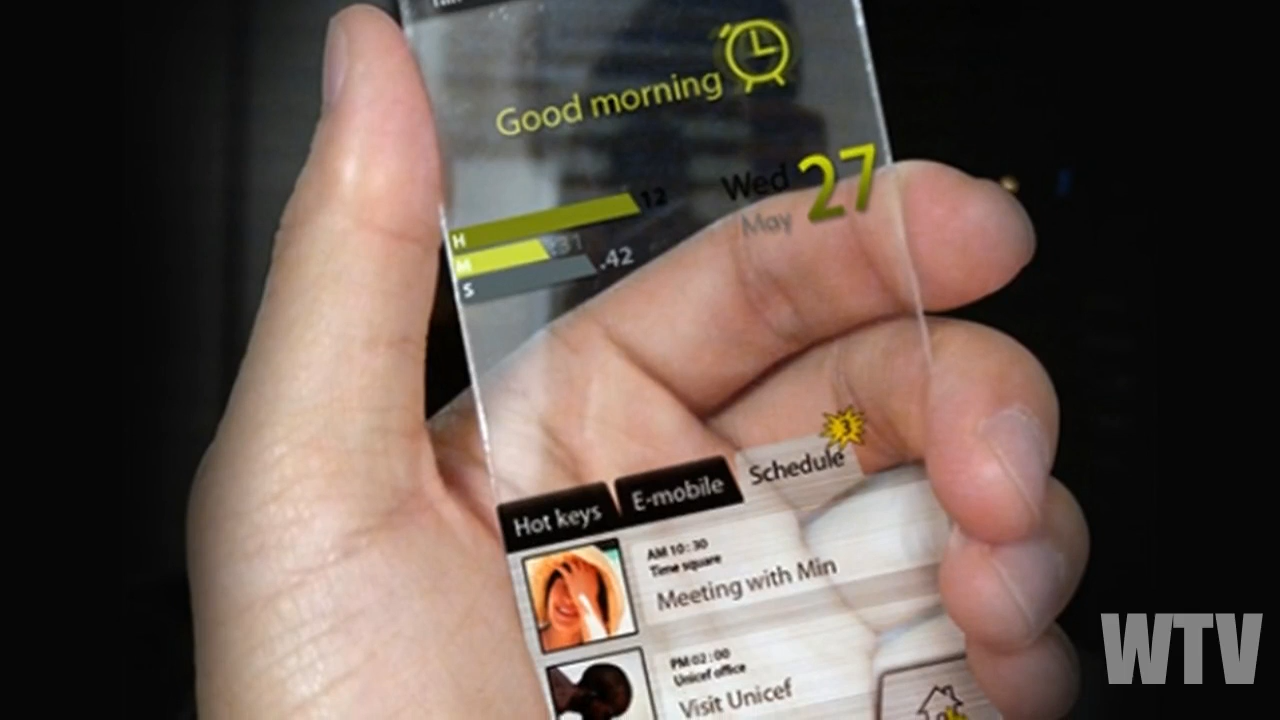 Good morning
12
Wed 27
May
H
M :31
S .42
3
Hot keys E-mobile Schedule
AM 10:30
Time square
Meeting with Min
PM 02:00
Unicef office
Visit Unicef
WTV